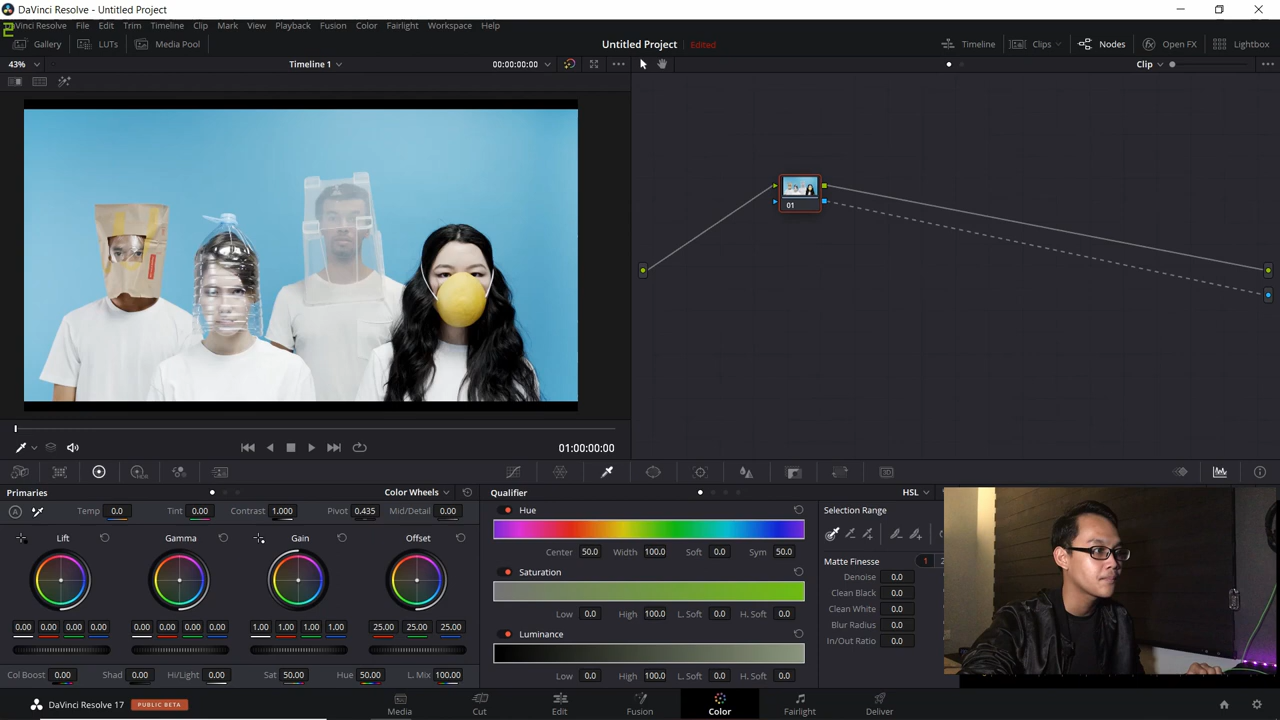 DaVinci Resolve - Untitled Project
DaVinci Resolve File Edit Trim Timeline Clip Mark View Playback Fusion Color Fairlight Workspace Help
2
Gallery LUTs Media Pool Untitled Project Edited Timeline Clips Nodes Open FX Lightbox
43% Timeline 1 00:00:00:00 Clip
01
01:00:00:00
Primaries Color Wheels
Temp 0.0 Tint 0.00 Contrast 1.000 Pivot 0.435 Mid/Detail 0.00
A
Lift Gamma Gain Offset
0.00 0.00 0.00 0.00 0.00 0.00 0.00 0.00 1.00 1.00 1.00 1.00 25.00 25.00 25.00
Col Boost 0.00 Shad 0.00 Hi/Light 0.00 Sat 50.00 Hue 50.00 L. Mix 100.00
Qualifier HSL
Hue
Center 50.0 Width 100.0 Soft 0.0 Sym 50.0
Saturation
Low 0.0 High 100.0 L. Soft 0.0 H. Soft 0.0
Luminance
Low 0.0 High 100.0 L. Soft 0.0 H. Soft 0.0
Selection Range
Matte Finesse 1
Denoise 0.0
Clean Black 0.0
Clean White 0.0
Blur Radius 0.0
In/Out Ratio 0.0
DaVinci Resolve 17 PUBLIC BETA
Media Cut Edit Fusion Color Fairlight Deliver